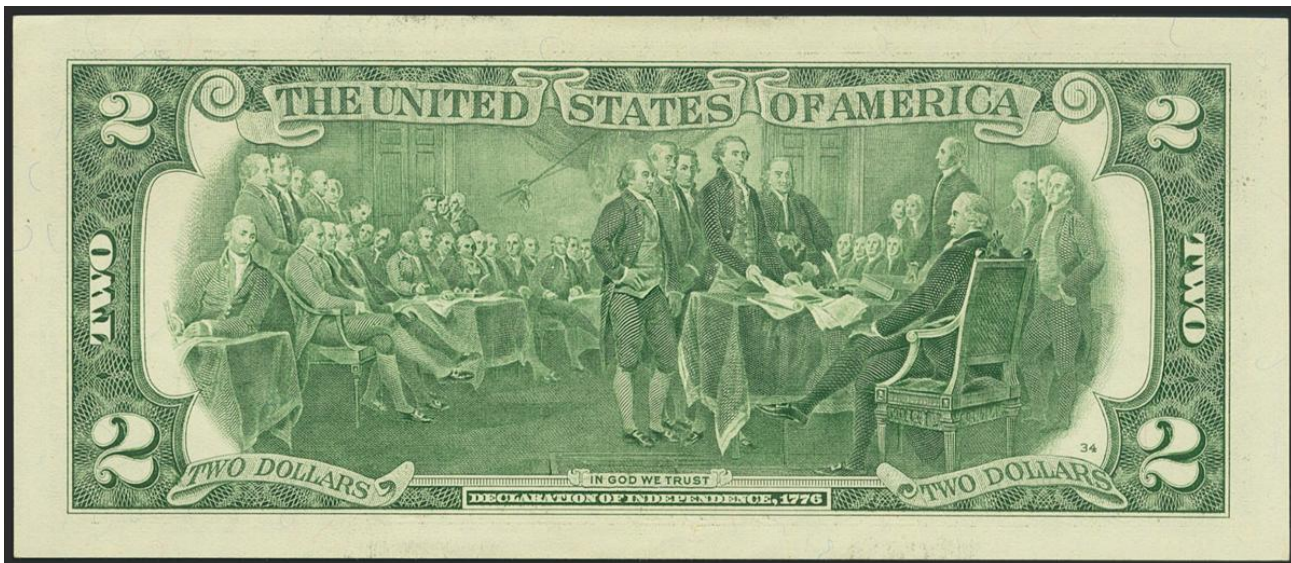 2
2
THE UNITED STATES OF AMERICA
TWO
TWO
34
2
2
TWO DOLLARS
TWO DOLLARS
IN GOD WE TRUST
DECLARATION OF INDEPENDENCE, 1776